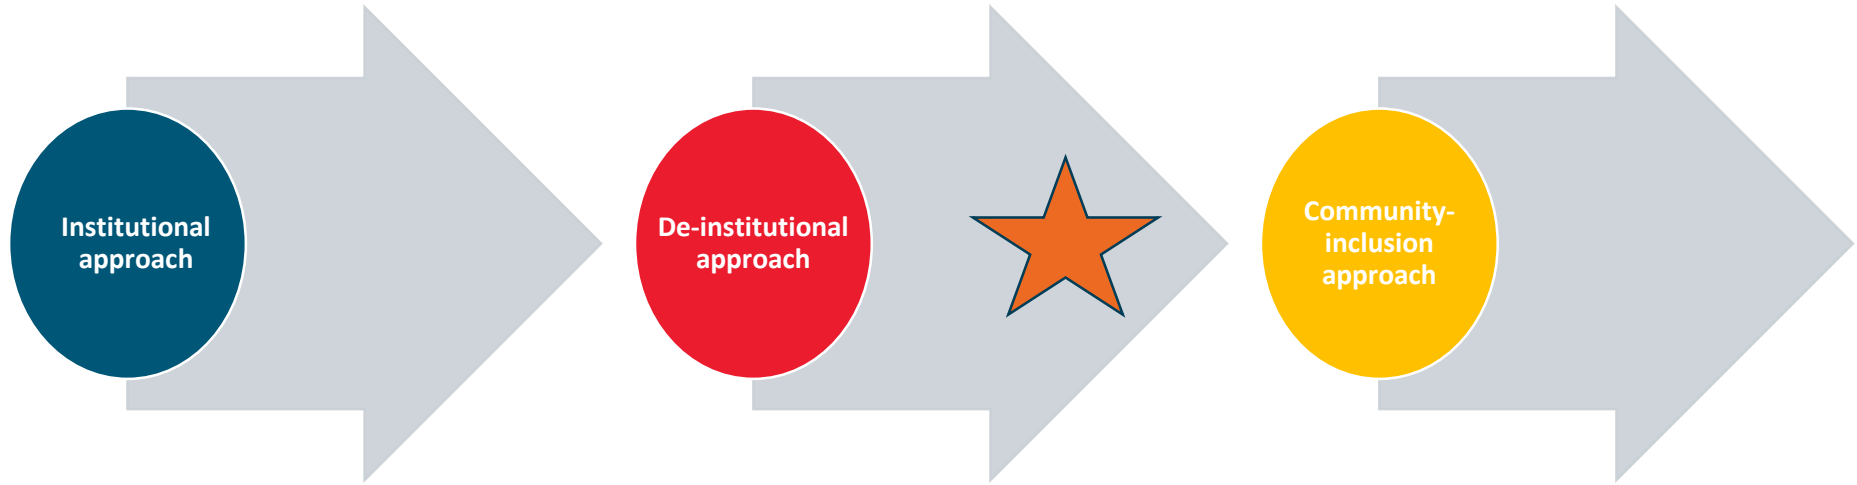 Institutional
approach
De-institutional
approach
Community-
inclusion
approach